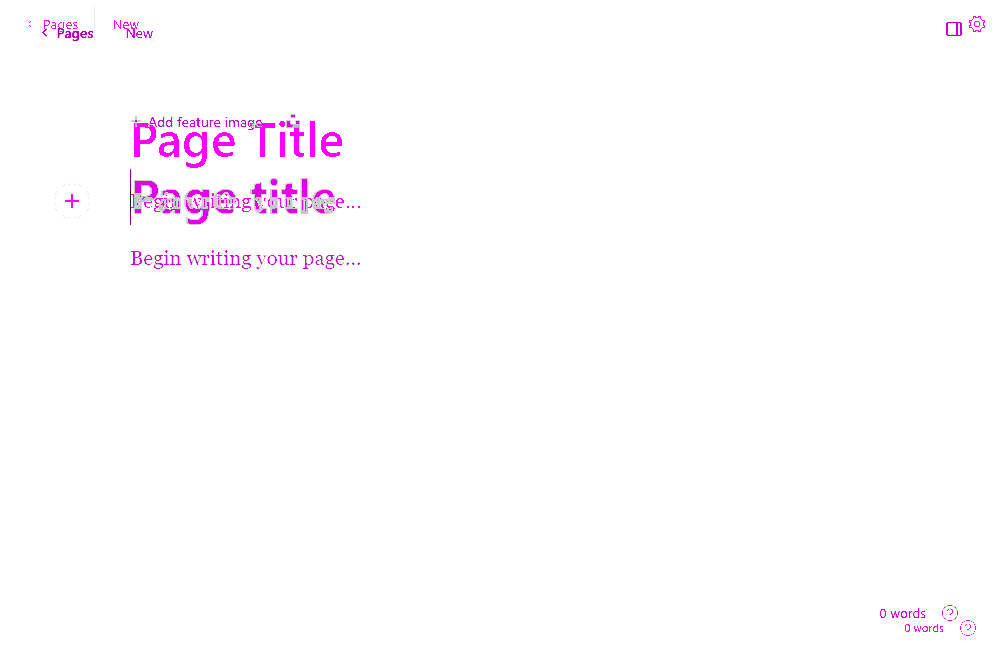 Pages New
Pages New
Add feature image
Page Title
Page title
Begin writing your page...
Begin writing your page...
0 words
0 words